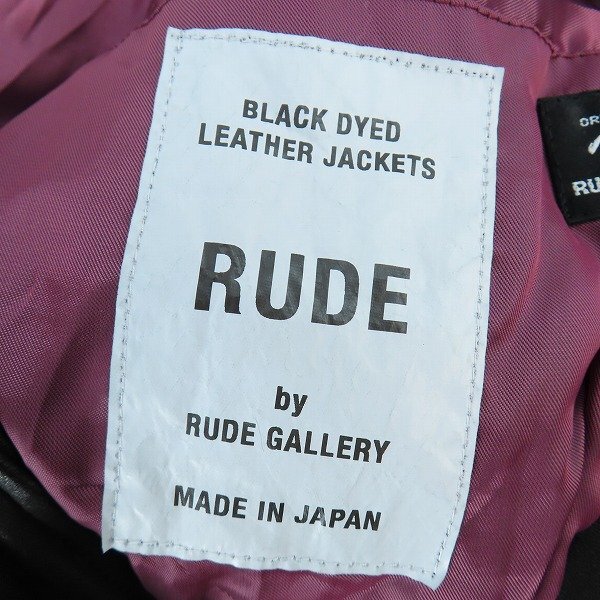 BLACK DYED
LEATHER JACKETS
RUDE
by
RUDE GALLERY
MADE IN JAPAN